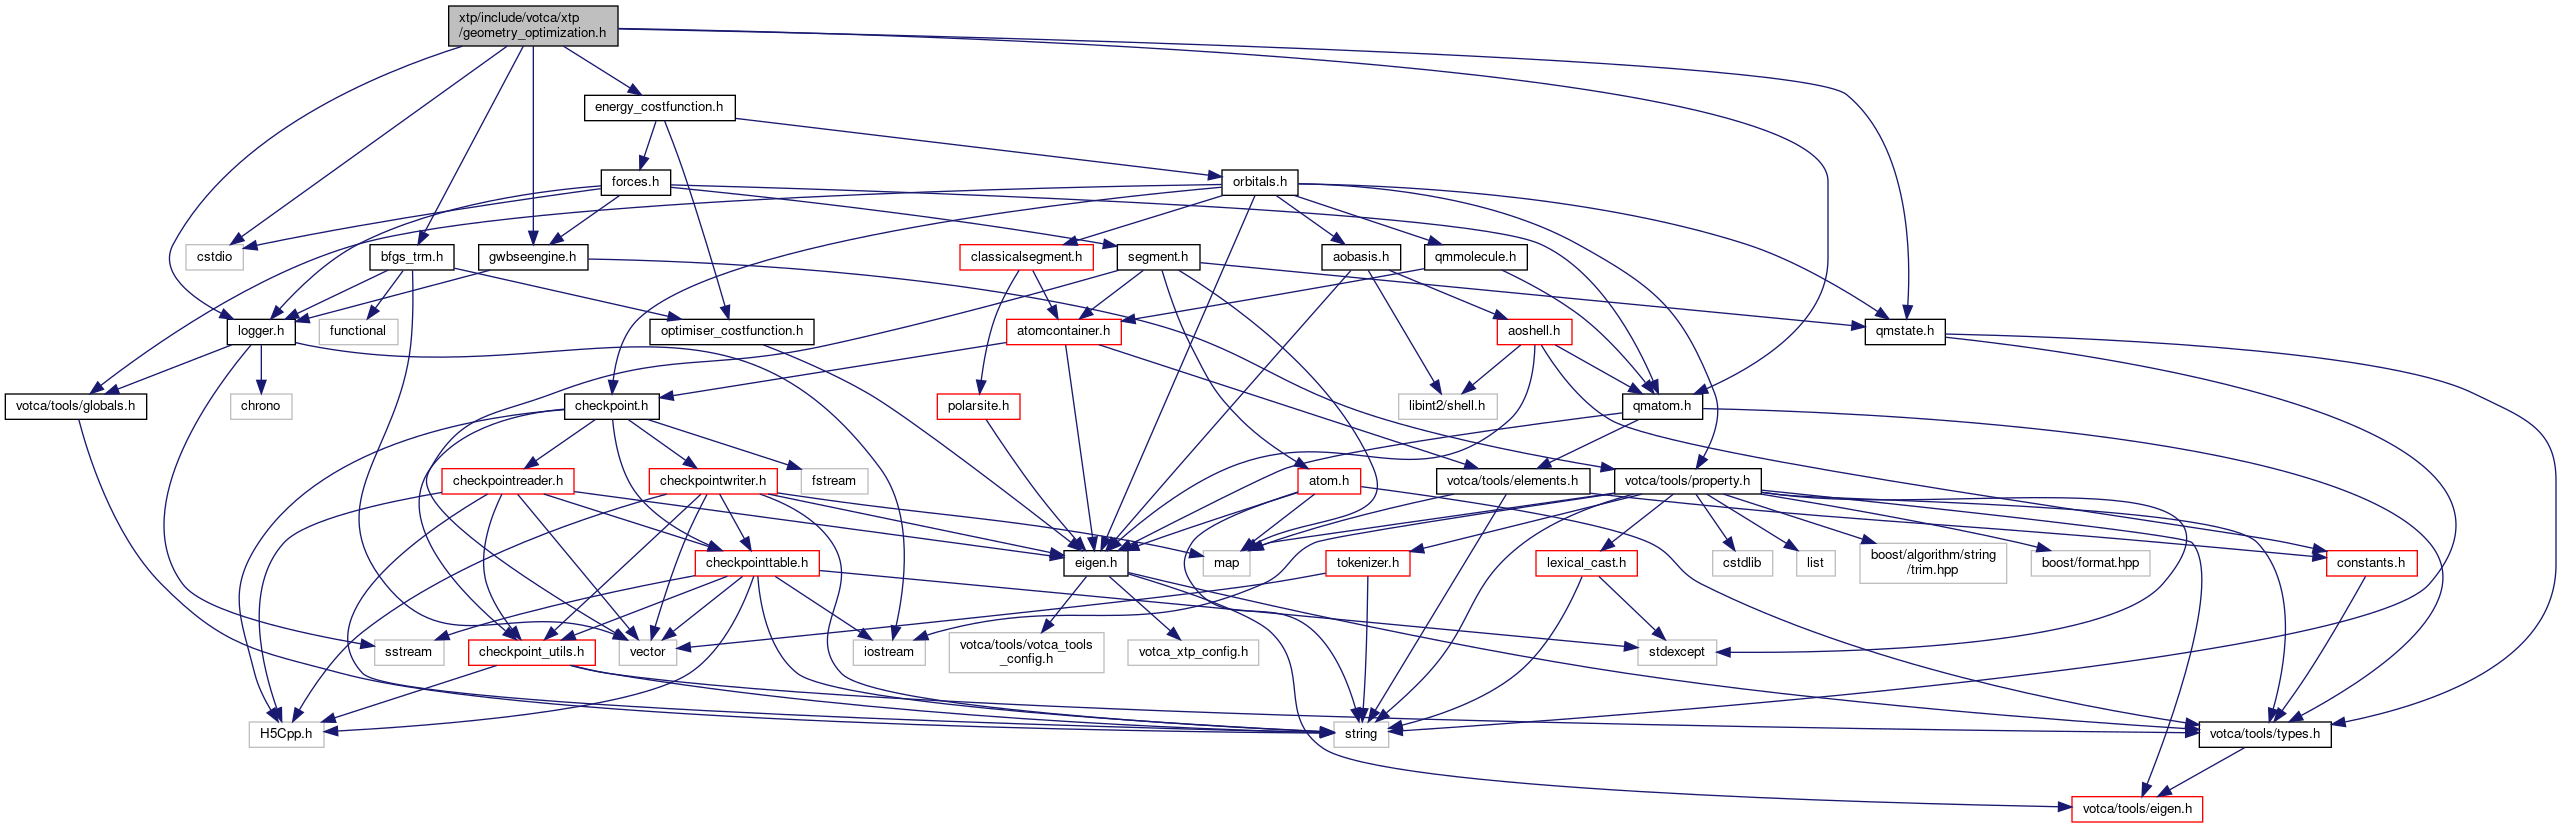 xtp/include/votca/xtp
/geometry_optimization.h
energy_costfunction.h
forces.h
orbitals.h
cstdio
bfgs_trm.h
gwbseengine.h
classicalsegment.h
segment.h
aobasis.h
qmmolecule.h
logger.h
functional
optimiser_costfunction.h
atomcontainer.h
aoshell.h
qmstate.h
votca/tools/globals.h
chrono
checkpoint.h
polarsite.h
libint2/shell.h
qmatom.h
checkpointreader.h
checkpointwriter.h
fstream
atom.h
votca/tools/elements.h
votca/tools/property.h
checkpointtable.h
eigen.h
map
tokenizer.h
lexical_cast.h
cstdlib
list
boost/algorithm/string
/trim.hpp
boost/format.hpp
constants.h
sstream
checkpoint_utils.h
vector
iostream
votca/tools/votca_tools
_config.h
votca_xtp_config.h
stdexcept
H5Cpp.h
string
votca/tools/types.h
votca/tools/eigen.h